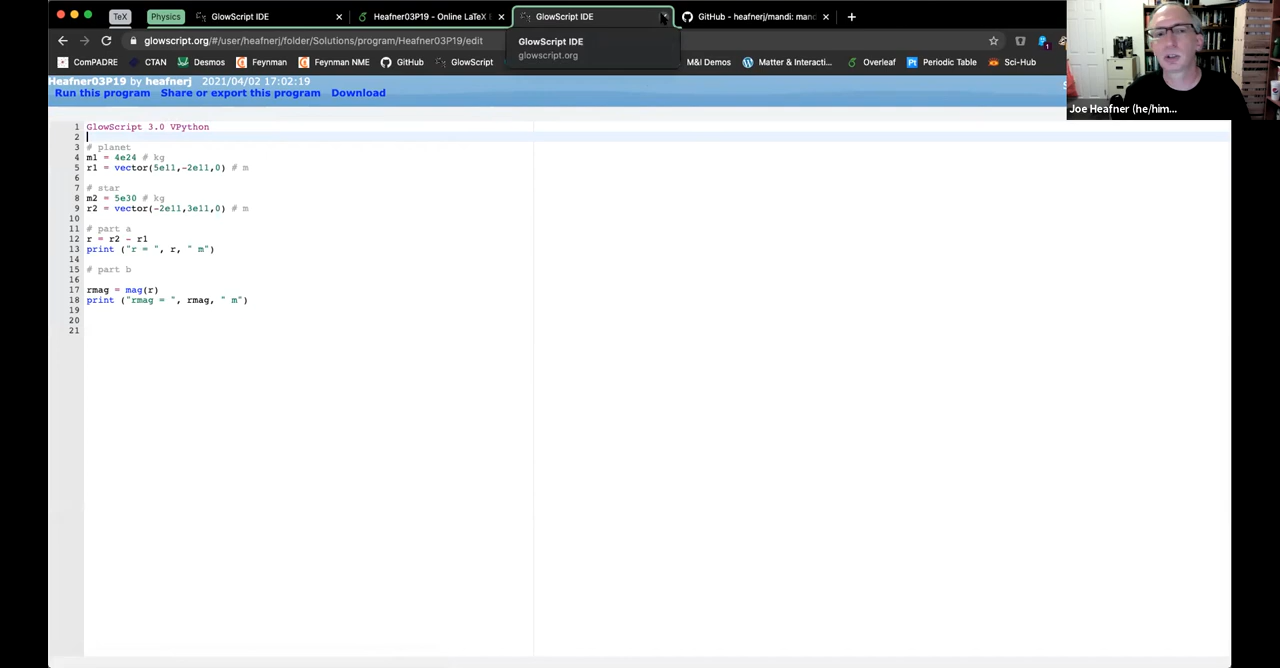 TeX Physics GlowScript IDE Heafner03P19 - Online LaTeX GlowScript IDE GitHub - heafnerj/mandi: manc
glowscript.org/#/user/heafnerj/folder/Solutions/program/Heafner03P19/edit
GlowScript IDE
glowscript.org
ComPADRE CTAN Desmos Feynman Feynman NME GitHub GlowScript M&I Demos Matter & Interacti... Overleaf Periodic Table Sci-Hub
Heafner03P19 by heafnerj 2021/04/02 17:02:19
Run this program Share or export this program Download
Joe Heafner (he/him...
1 GlowScript 3.0 VPython
2
3 # planet
4 m1 = 4e24 # kg
5 r1 = vector(5e11,-2e11,0) # m
6
7 # star
8 m2 = 5e30 # kg
9 r2 = vector(-2e11,3e11,0) # m
10
11 # part a
12 r = r2 - r1
13 print ("r = ", r, " m")
14
15 # part b
16
17 rmag = mag(r)
18 print ("rmag = ", rmag, " m")
19
20
21